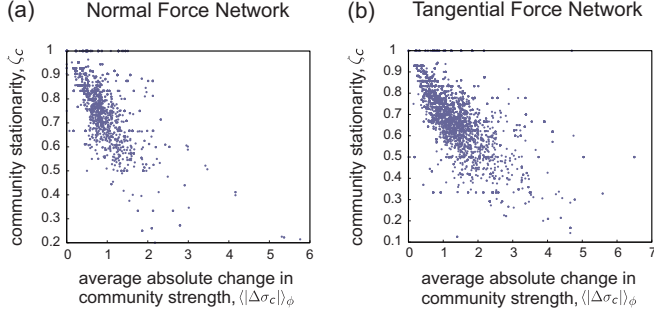 (a) Normal Force Network
community stationarity, ζc
1
0.9
0.8
0.7
0.6
0.5
0.4
0.3
0.2
0 1 2 3 4 5 6
average absolute change in
community strength, ⟨|Δσc|⟩ϕ
(b) Tangential Force Network
community stationarity, ζc
1
0.9
0.8
0.7
0.6
0.5
0.4
0.3
0.2
0.1
0 1 2 3 4 5 6 7
average absolute change in
community strength, ⟨|Δσc|⟩ϕ